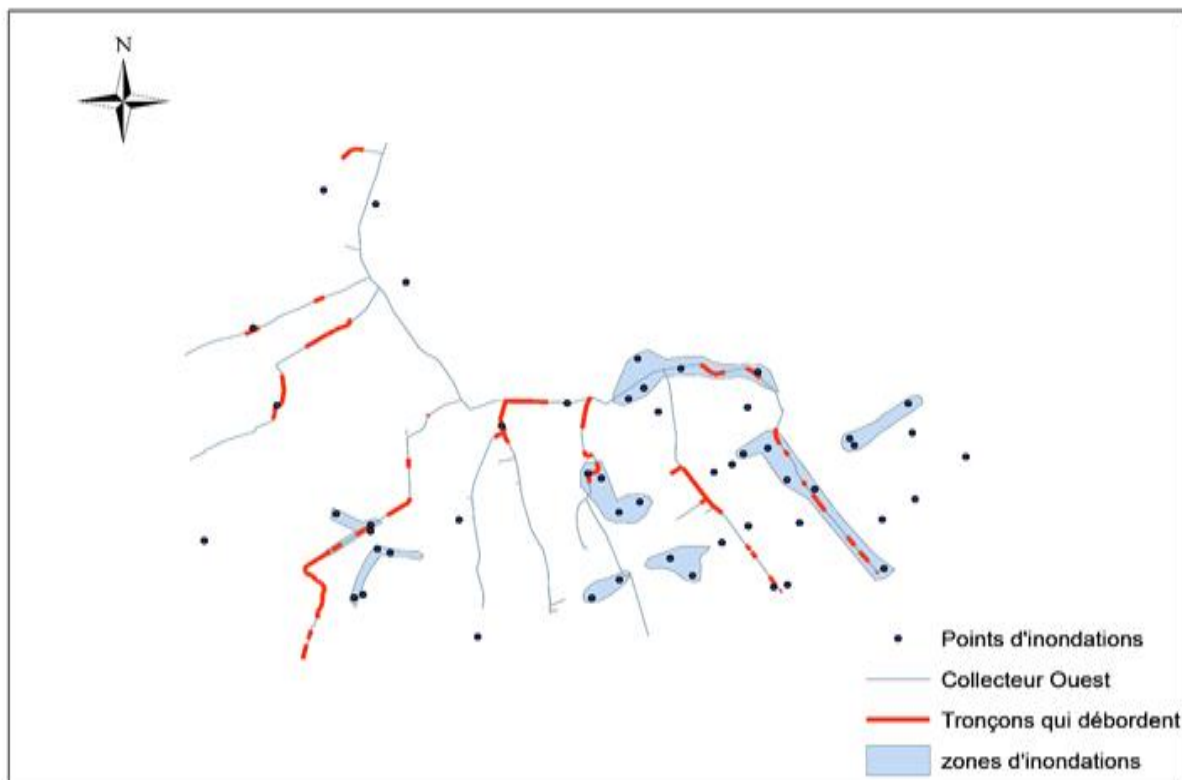 N
Points d'inondations
Collecteur Ouest
Tronçons qui débordent
zones d'inondations